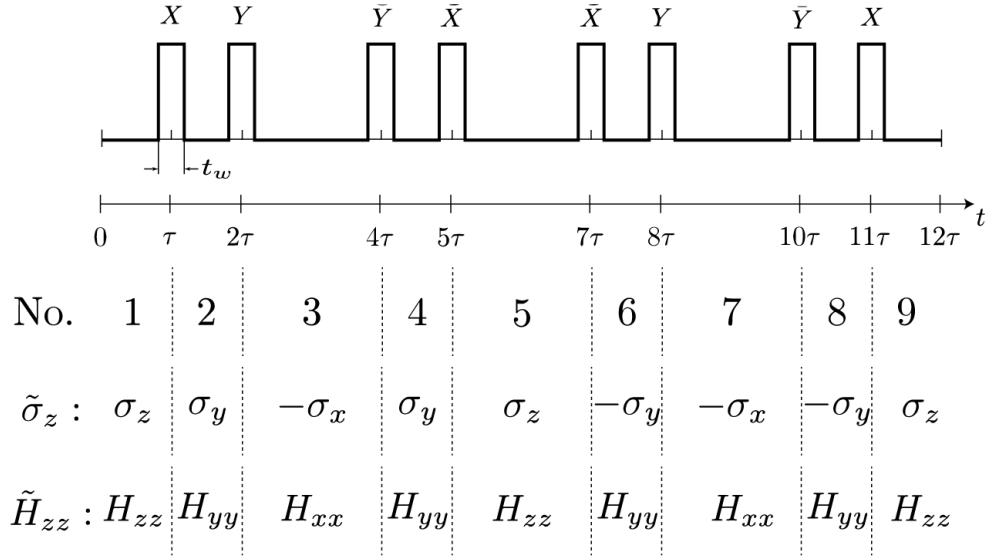 X Y Ȳ X̄ X̄ Y Ȳ X
t_w
t
0 τ 2τ 4τ 5τ 7τ 8τ 10τ 11τ 12τ
No. 1 2 3 4 5 6 7 8 9
σ̃_z : σ_z σ_y −σ_x σ_y σ_z −σ_y −σ_x −σ_y σ_z
H̃_zz : H_zz H_yy H_xx H_yy H_zz H_yy H_xx H_yy H_zz